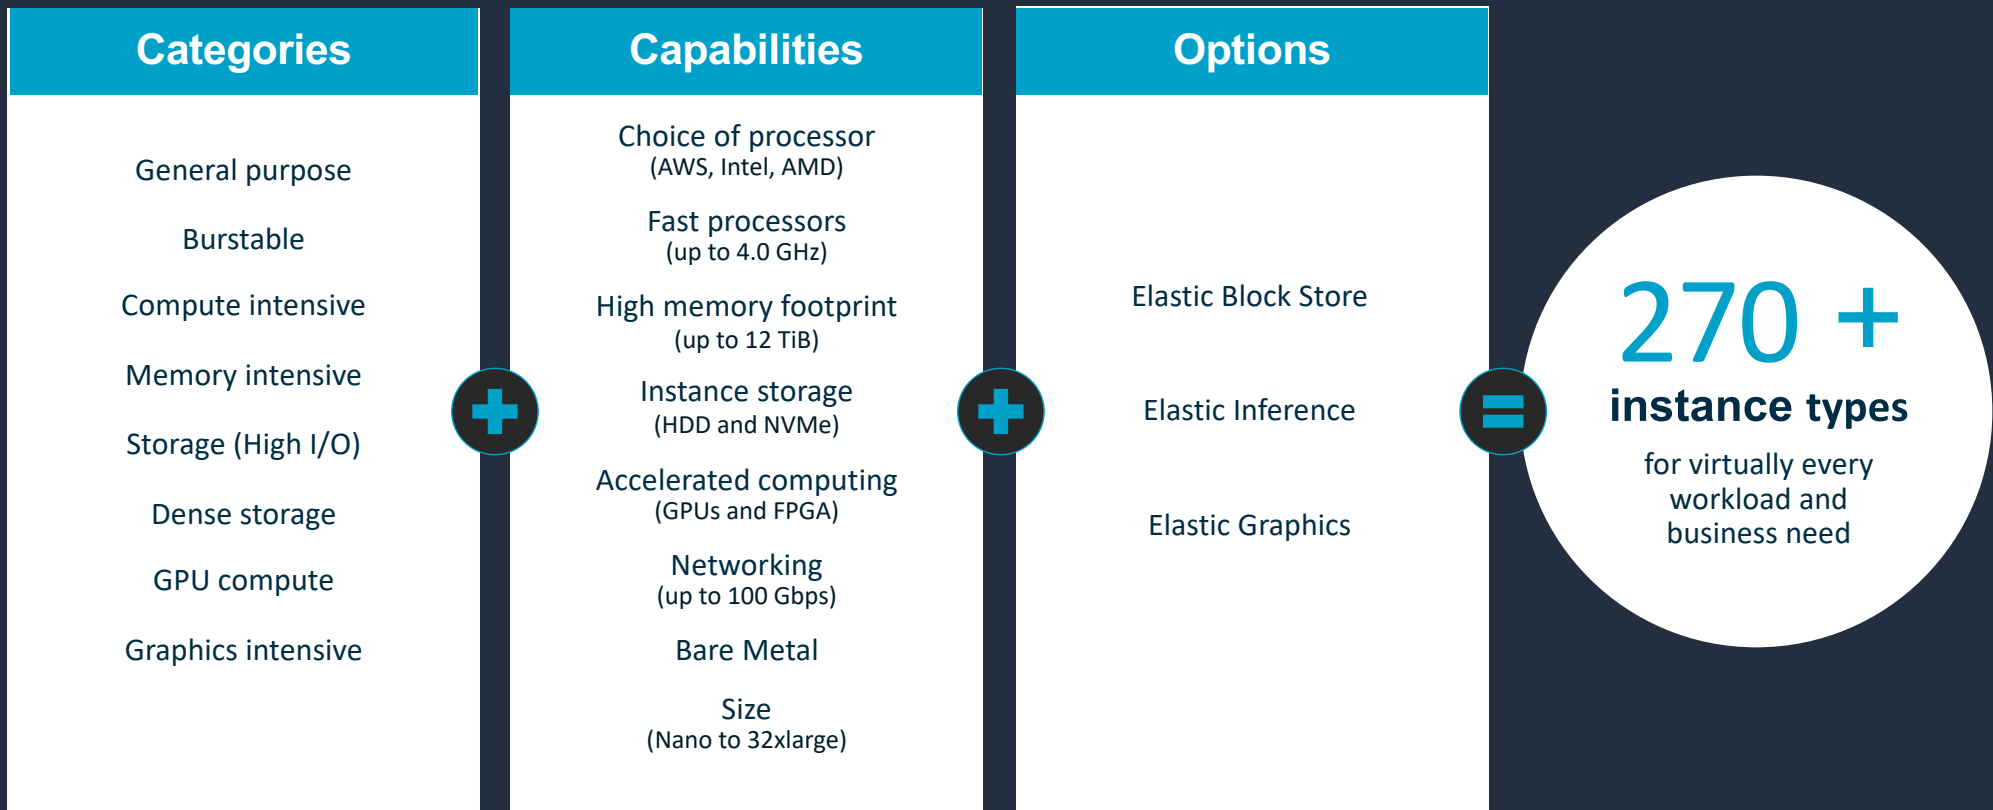 Categories
General purpose
Burstable
Compute intensive
Memory intensive
Storage (High I/O)
Dense storage
GPU compute
Graphics intensive
Capabilities
Choice of processor
(AWS, Intel, AMD)
Fast processors
(up to 4.0 GHz)
High memory footprint
(up to 12 TiB)
Instance storage
(HDD and NVMe)
Accelerated computing
(GPUs and FPGA)
Networking
(up to 100 Gbps)
Bare Metal
Size
(Nano to 32xlarge)
Options
Elastic Block Store
Elastic Inference
Elastic Graphics
270 +
instance types
for virtually every
workload and
business need